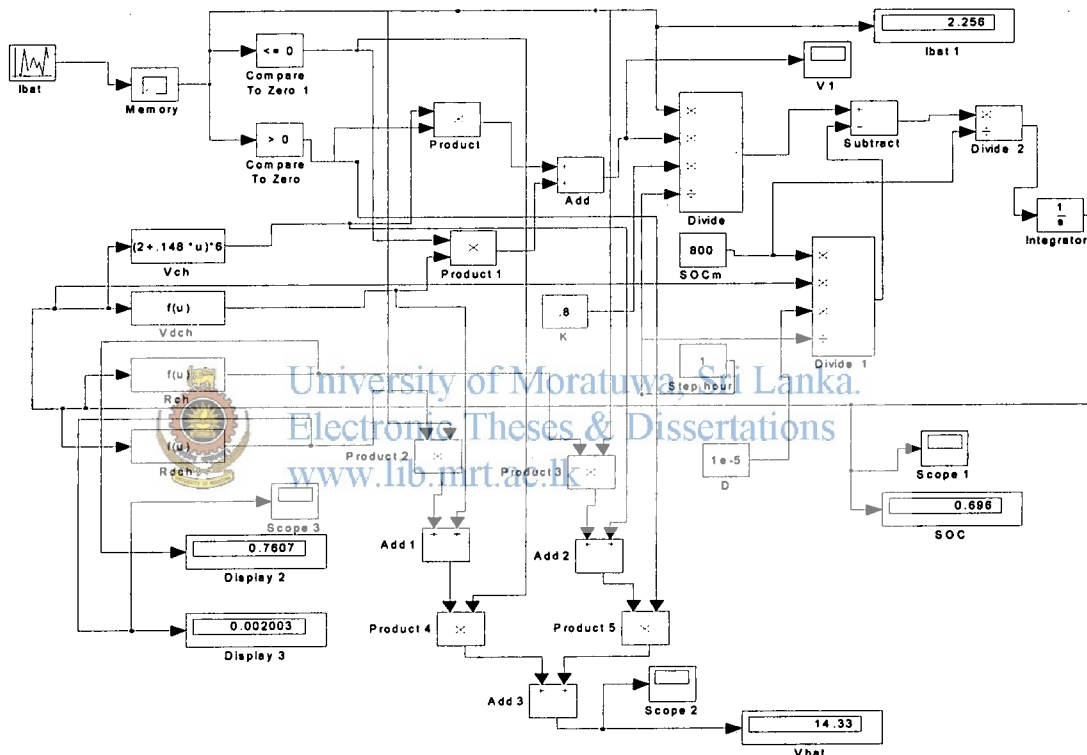 2.256
Ibat 1
Ibat
Memory
<= 0
Compare
To Zero 1
> 0
Compare
To Zero
×
Product
V1
×
×
×
÷
Divide
+
−
Subtract
×
÷
Divide 2
1
s
Integrator
+
+
Add
(2+.148 *u)*6
Vch
×
Product 1
800
SOCm
×
×
×
÷
Divide 1
f(u)
Vdch
.8
K
1
Step hour
f(u)
Rch
University of Moratuwa, Sri Lanka.
Electronic Theses & Dissertations
www.lib.mrt.ac.lk
f(u)
Rdch
Product 2
×
Product 3
×
1e-5
D
Scope 1
Scope 3
0.696
SOC
Add 1
+ +
Add 2
+ +
0.7607
Display 2
0.002003
Display 3
Product 4
×
Product 5
×
Add 3
+ +
Scope 2
14.33
Vbat